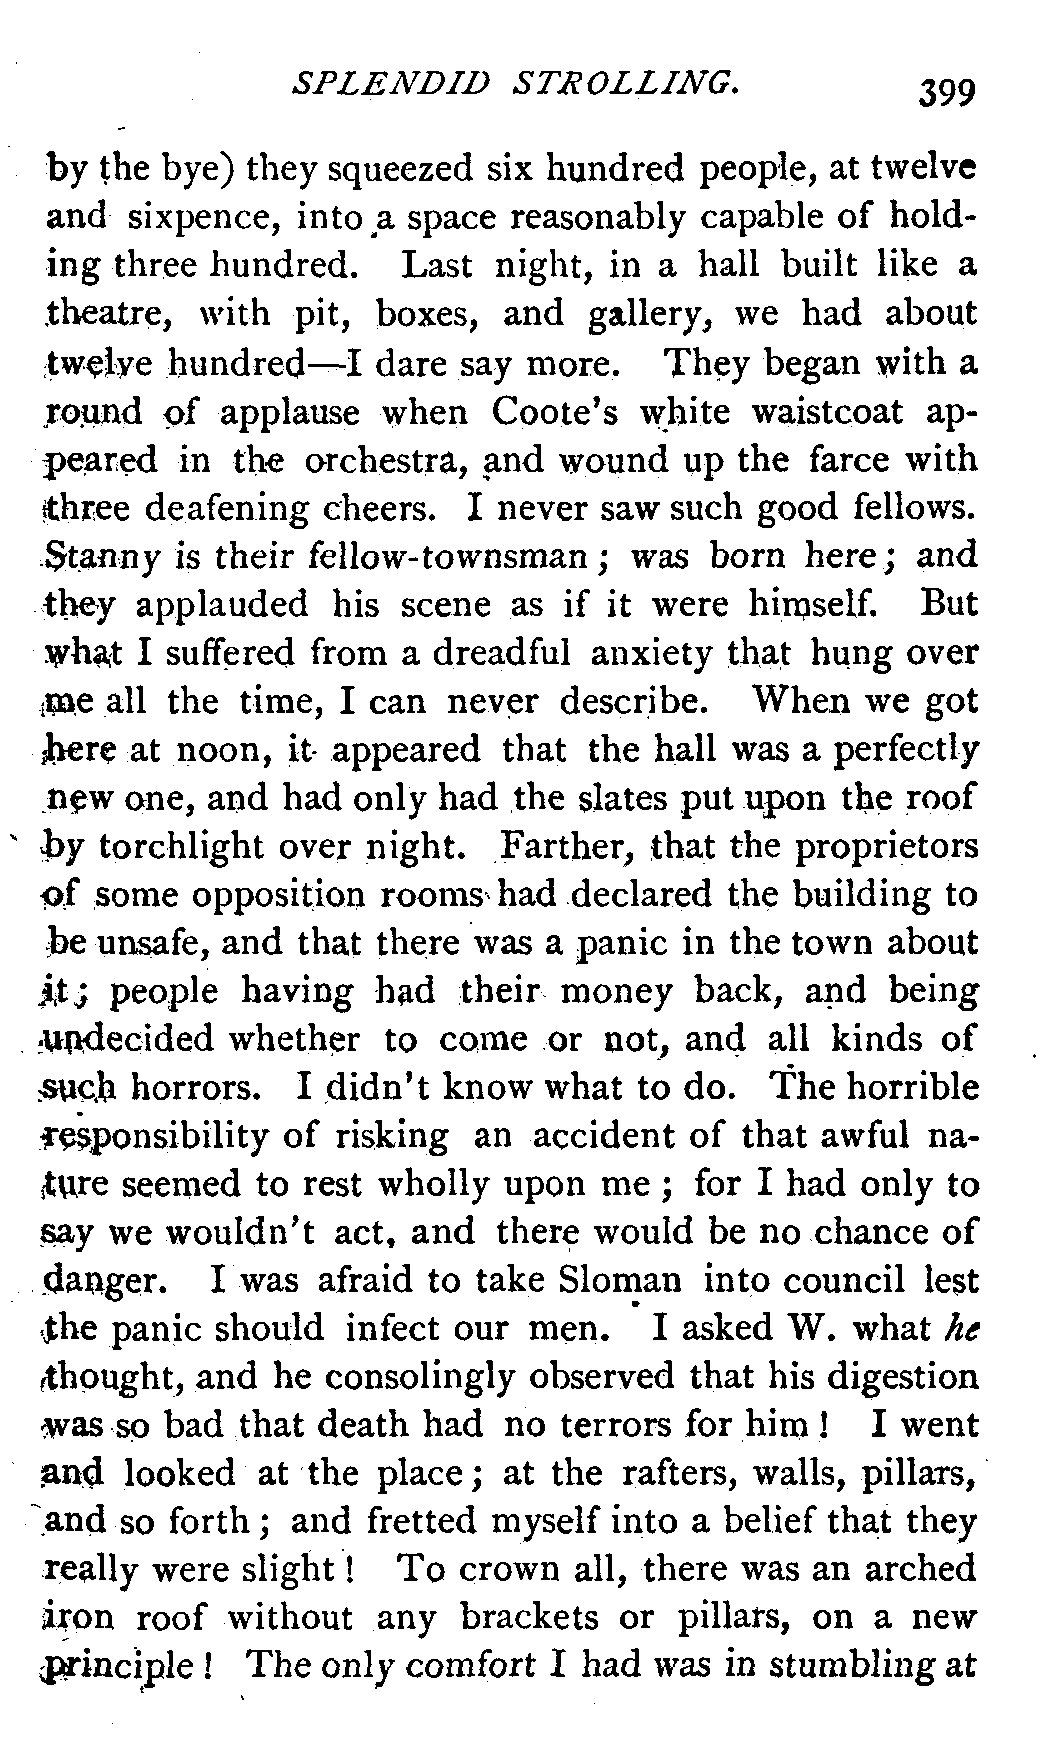 SPLENDID STROLLING. 399
by the bye) they squeezed six hundred people, at twelve
and sixpence, into a space reasonably capable of hold-
ing three hundred. Last night, in a hall built like a
theatre, with pit, boxes, and gallery, we had about
twelve hundred—I dare say more. They began with a
round of applause when Coote's white waistcoat ap-
peared in the orchestra, and wound up the farce with
three deafening cheers. I never saw such good fellows.
Stanny is their fellow-townsman; was born here; and
they applauded his scene as if it were himself. But
what I suffered from a dreadful anxiety that hung over
me all the time, I can never describe. When we got
here at noon, it appeared that the hall was a perfectly
new one, and had only had the slates put upon the roof
by torchlight over night. Farther, that the proprietors
of some opposition rooms had declared the building to
be unsafe, and that there was a panic in the town about
it; people having had their money back, and being
undecided whether to come or not, and all kinds of
such horrors. I didn't know what to do. The horrible
responsibility of risking an accident of that awful na-
ture seemed to rest wholly upon me; for I had only to
say we wouldn't act, and there would be no chance of
danger. I was afraid to take Sloman into council lest
the panic should infect our men. I asked W. what he
thought, and he consolingly observed that his digestion
was so bad that death had no terrors for him! I went
and looked at the place; at the rafters, walls, pillars,
and so forth; and fretted myself into a belief that they
really were slight! To crown all, there was an arched
iron roof without any brackets or pillars, on a new
principle! The only comfort I had was in stumbling at